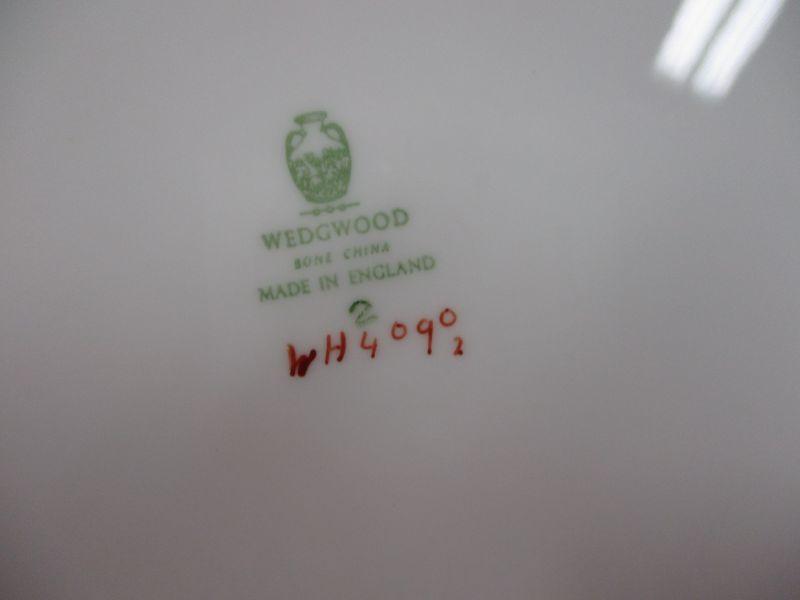 WEDGWOOD
BONE CHINA
MADE IN ENGLAND
2
WH4090
2